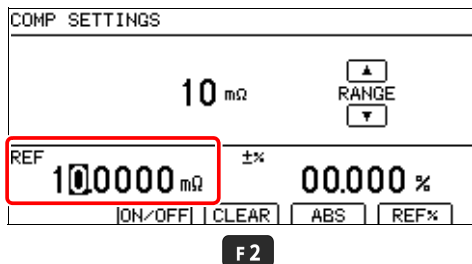 COMP SETTINGS
10 mΩ
▲
RANGE
▼
REF 10.0000 mΩ
±% 00.000 %
ON/OFF CLEAR ABS REF%
F2